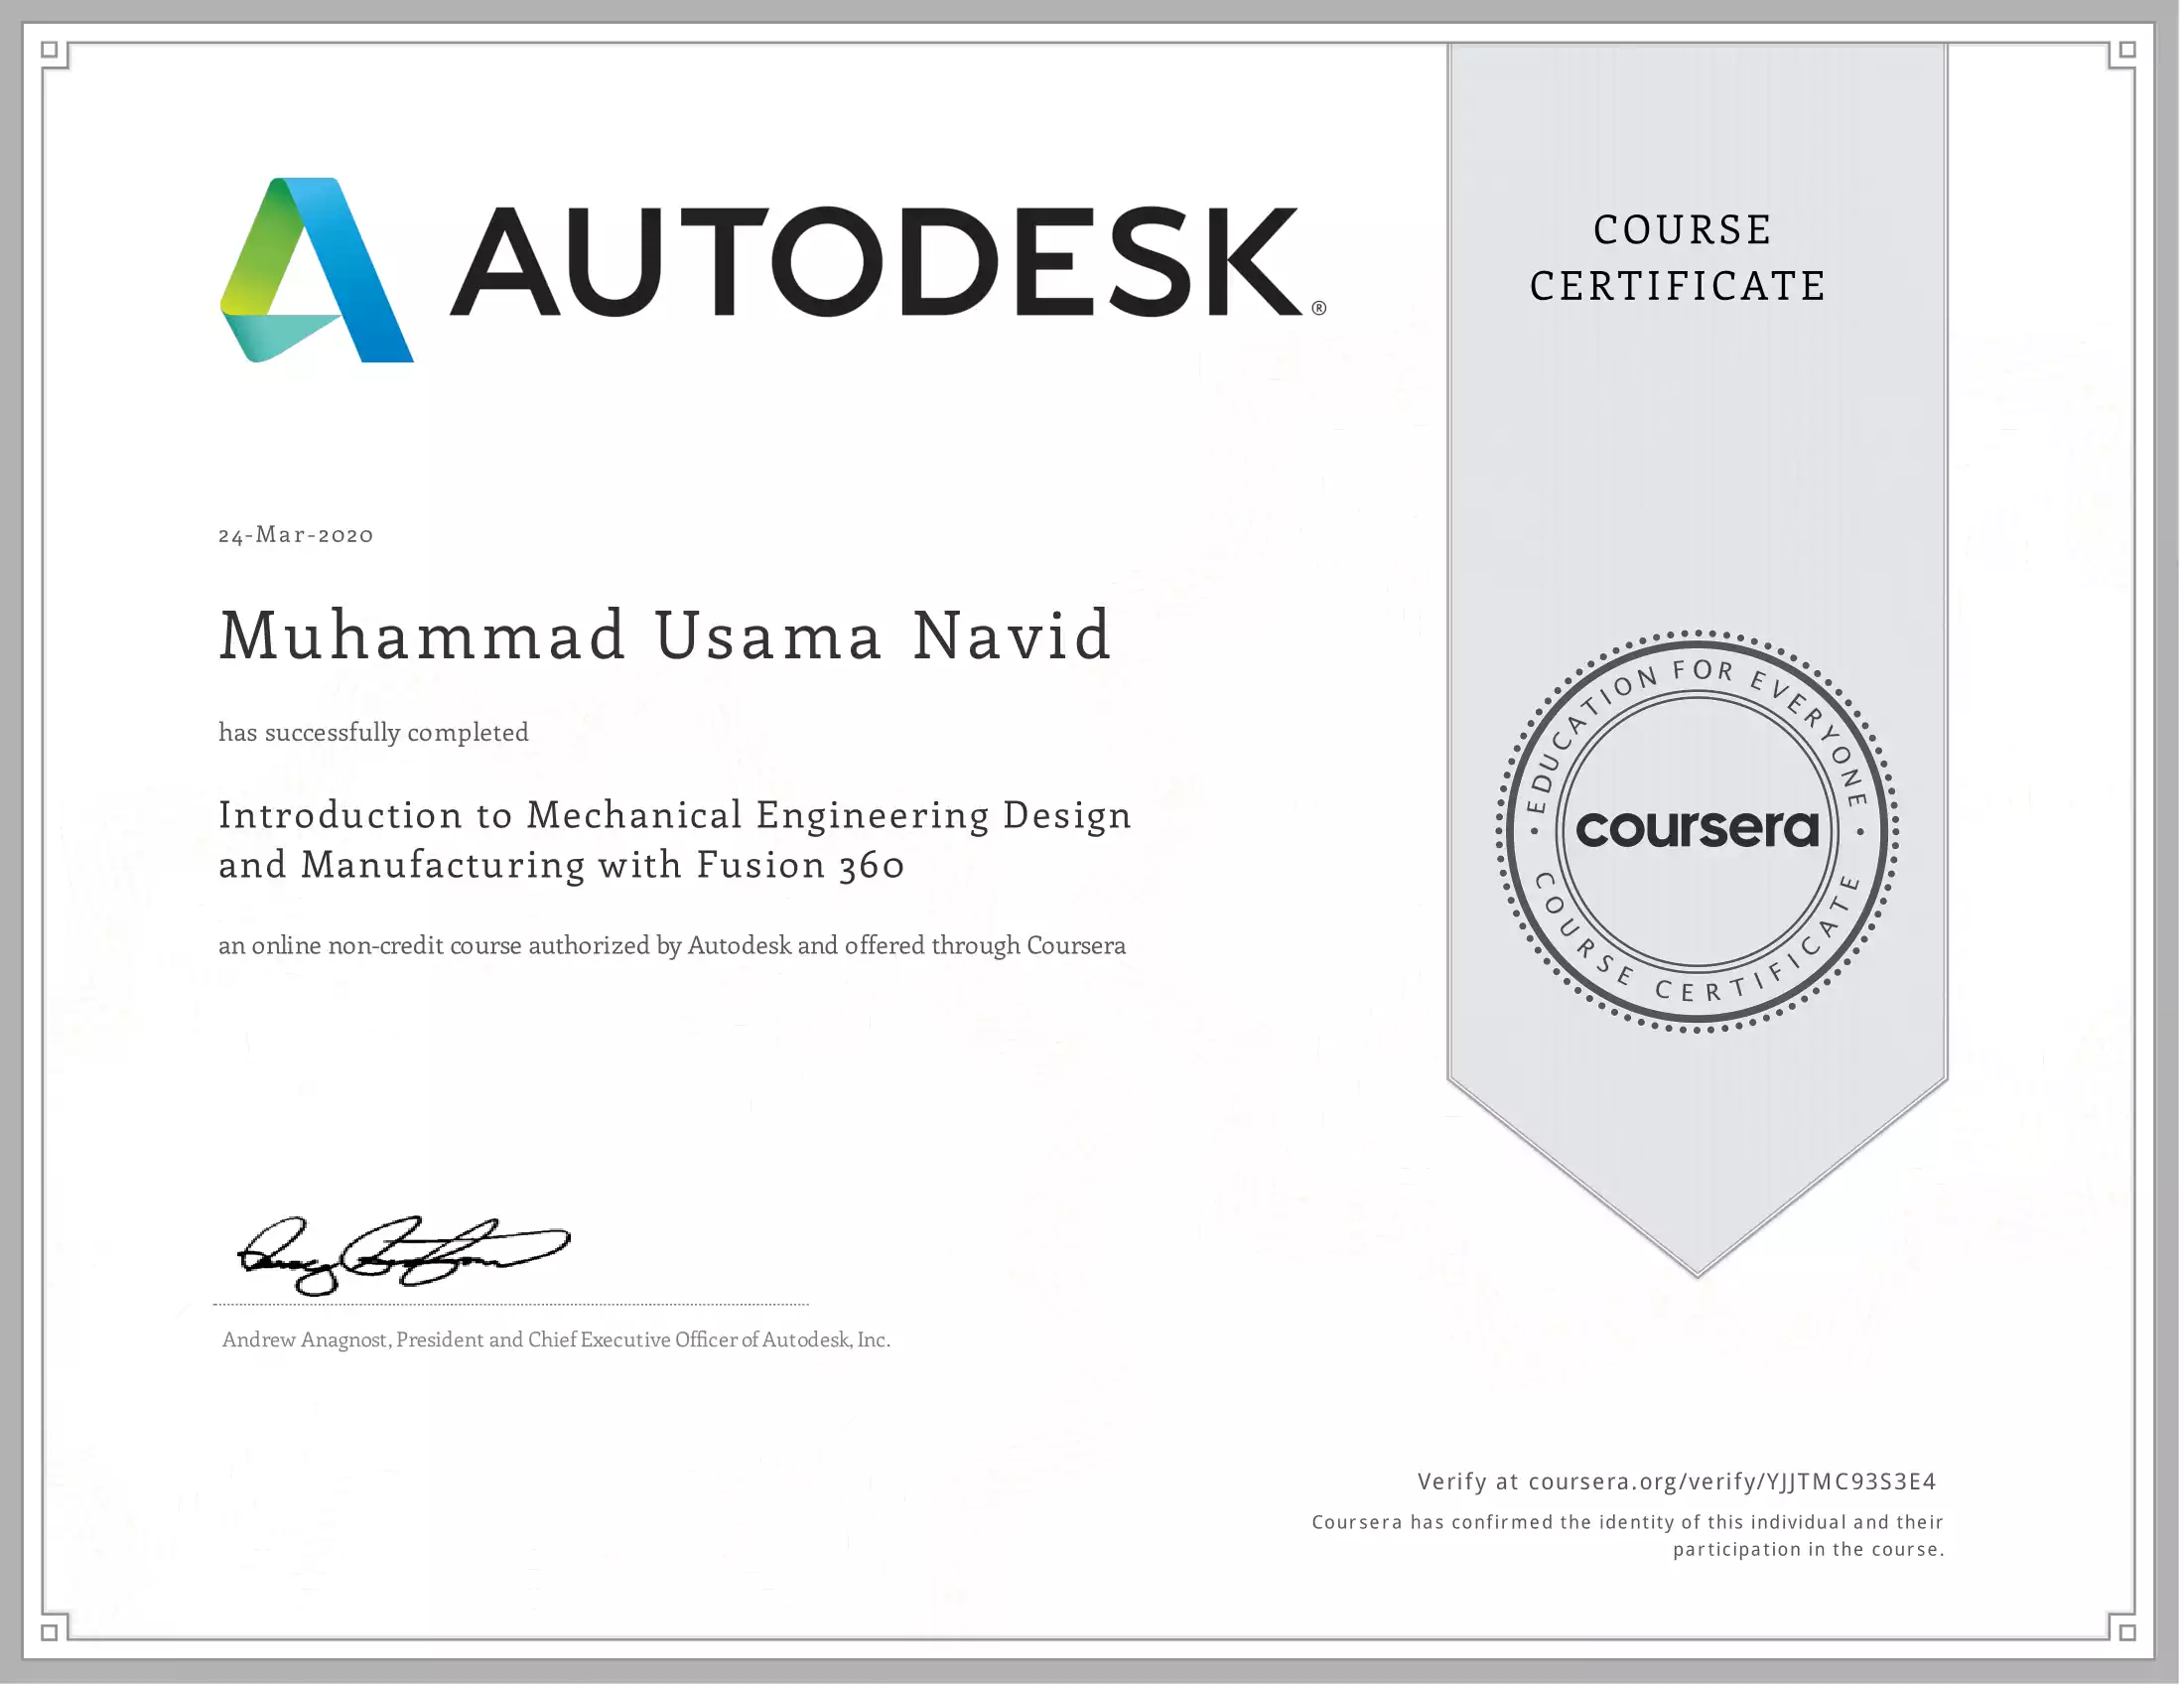 AUTODESK®
COURSE
CERTIFICATE
24-Mar-2020
Muhammad Usama Navid
has successfully completed
Introduction to Mechanical Engineering Design
and Manufacturing with Fusion 360
an online non-credit course authorized by Autodesk and offered through Coursera
EDUCATION FOR EVERYONE
coursera
COURSE CERTIFICATE
Andrew Anagnost, President and Chief Executive Officer of Autodesk, Inc.
Verify at coursera.org/verify/YJJTMC93S3E4
Coursera has confirmed the identity of this individual and their
participation in the course.